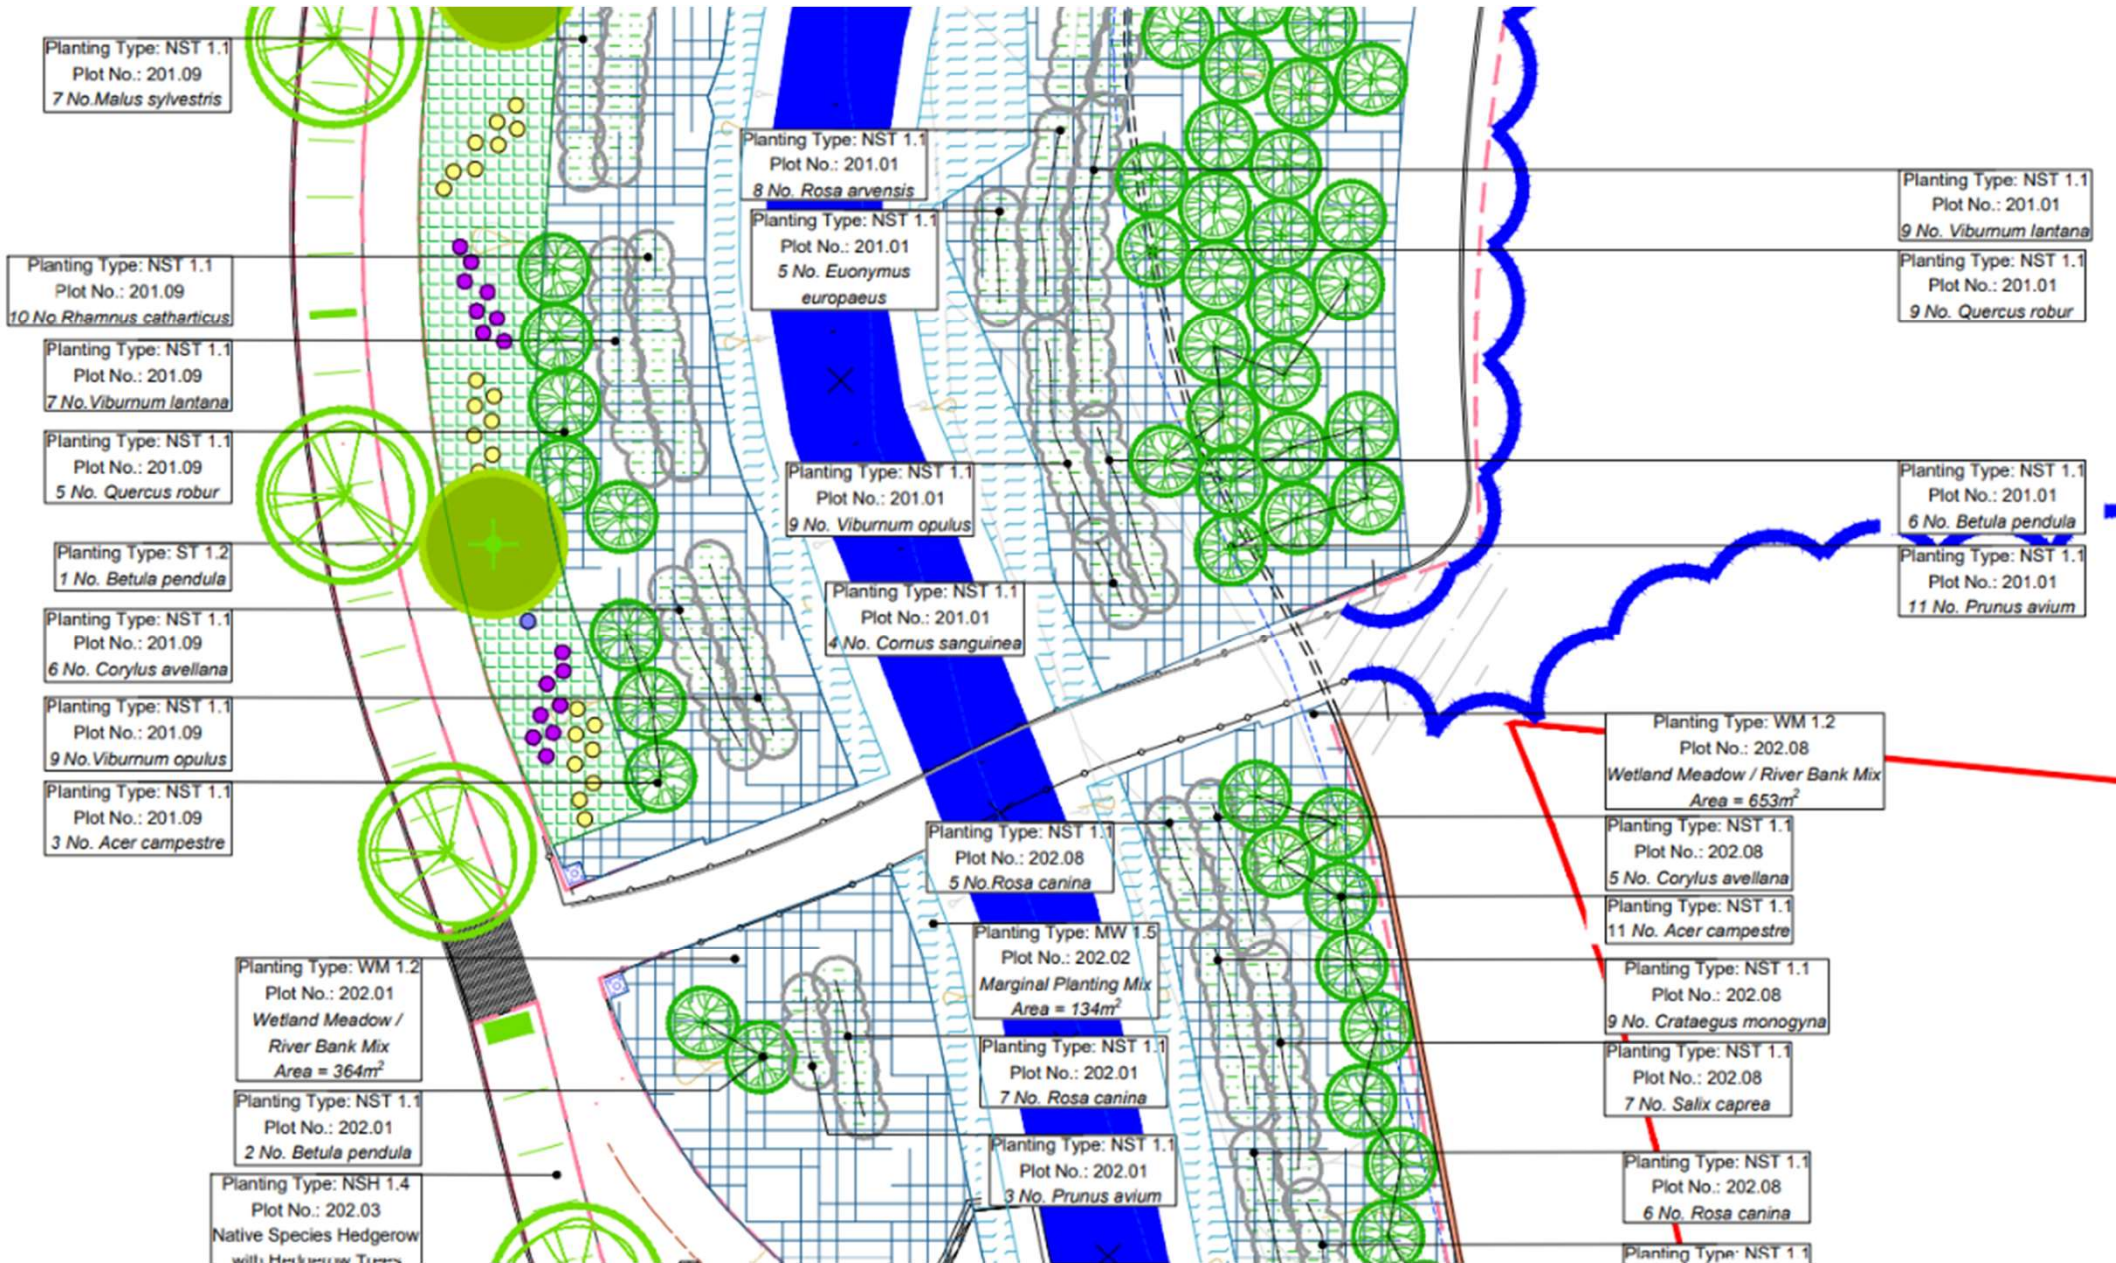 Planting Type: NST 1.1
Plot No.: 201.09
7 No.Malus sylvestris
Planting Type: NST 1.1
Plot No.: 201.09
10 No.Rhamnus catharticus
Planting Type: NST 1.1
Plot No.: 201.09
7 No.Viburnum lantana
Planting Type: NST 1.1
Plot No.: 201.09
5 No. Quercus robur
Planting Type: ST 1.2
1 No. Betula pendula
Planting Type: NST 1.1
Plot No.: 201.09
6 No. Corylus avellana
Planting Type: NST 1.1
Plot No.: 201.09
9 No.Viburnum opulus
Planting Type: NST 1.1
Plot No.: 201.09
3 No. Acer campestre
Planting Type: WM 1.2
Plot No.: 202.01
Wetland Meadow /
River Bank Mix
Area = 364m²
Planting Type: NST 1.1
Plot No.: 202.01
2 No. Betula pendula
Planting Type: NSH 1.4
Plot No.: 202.03
Native Species Hedgerow
with Hedgerow Trees
Planting Type: NST 1.1
Plot No.: 201.01
8 No. Rosa arvensis
Planting Type: NST 1.1
Plot No.: 201.01
5 No. Euonymus
europaeus
Planting Type: NST 1.1
Plot No.: 201.01
9 No. Viburnum opulus
Planting Type: NST 1.1
Plot No.: 201.01
4 No. Cornus sanguinea
Planting Type: NST 1.1
Plot No.: 202.08
5 No.Rosa canina
Planting Type: MW 1.5
Plot No.: 202.02
Marginal Planting Mix
Area = 134m²
Planting Type: NST 1.1
Plot No.: 202.01
7 No. Rosa canina
Planting Type: NST 1.1
Plot No.: 202.01
3 No. Prunus avium
Planting Type: NST 1.1
Plot No.: 201.01
9 No. Viburnum lantana
Planting Type: NST 1.1
Plot No.: 201.01
9 No. Quercus robur
Planting Type: NST 1.1
Plot No.: 201.01
6 No. Betula pendula
Planting Type: NST 1.1
Plot No.: 201.01
11 No. Prunus avium
Planting Type: WM 1.2
Plot No.: 202.08
Wetland Meadow / River Bank Mix
Area = 653m²
Planting Type: NST 1.1
Plot No.: 202.08
5 No. Corylus avellana
Planting Type: NST 1.1
11 No. Acer campestre
Planting Type: NST 1.1
Plot No.: 202.08
9 No. Crataegus monogyna
Planting Type: NST 1.1
Plot No.: 202.08
7 No. Salix caprea
Planting Type: NST 1.1
Plot No.: 202.08
6 No. Rosa canina
Planting Type: NST 1.1